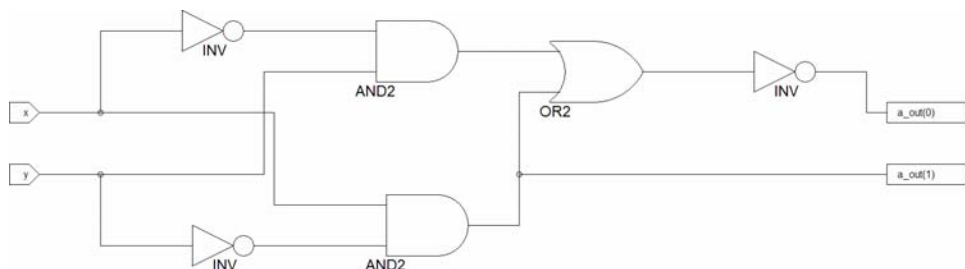 INV
AND2
x
OR2
INV
a_out(0)
y
a_out(1)
INV
AND2